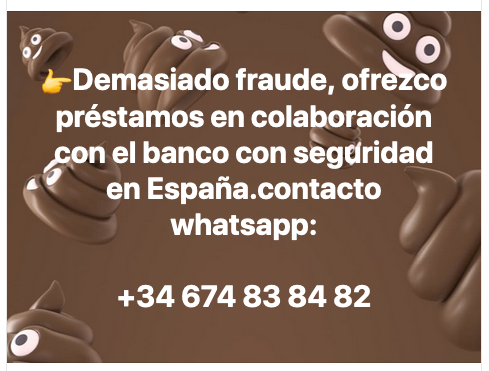 👉Demasiado fraude, ofrezco
préstamos en colaboración
con el banco con seguridad
en España.contacto
whatsapp:
+34 674 83 84 82